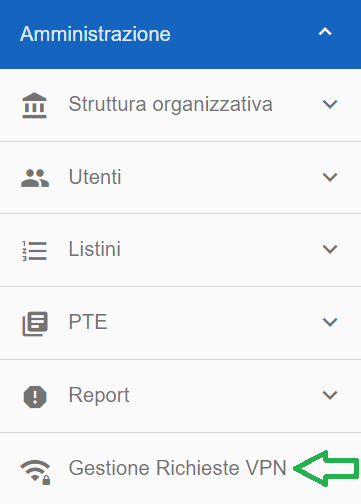 Amministrazione
Struttura organizzativa
Utenti
Listini
PTE
Report
Gestione Richieste VPN